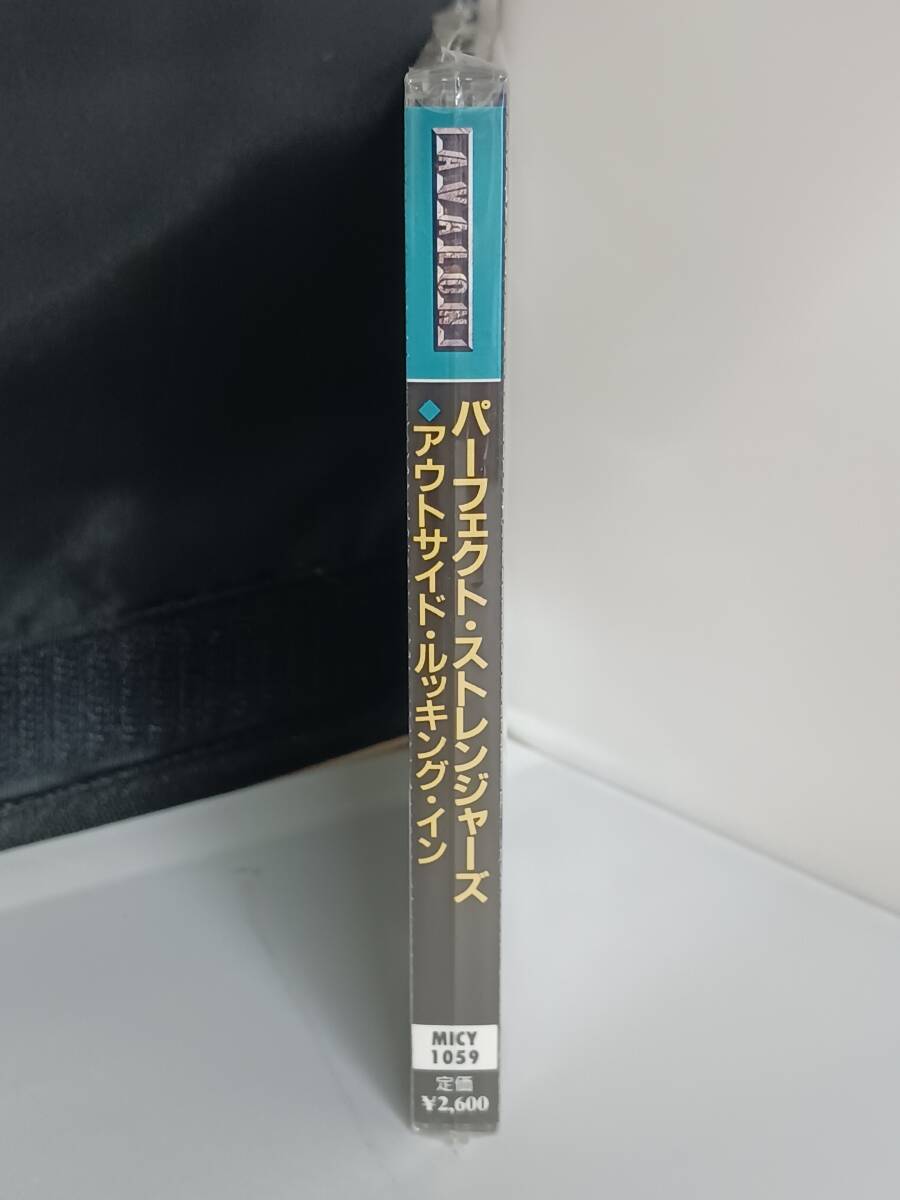 AVALON
パーフェクト・ストレンジャーズ
◆アウトサイド・ルッキング・イン
MICY
1059
定価
¥2,600